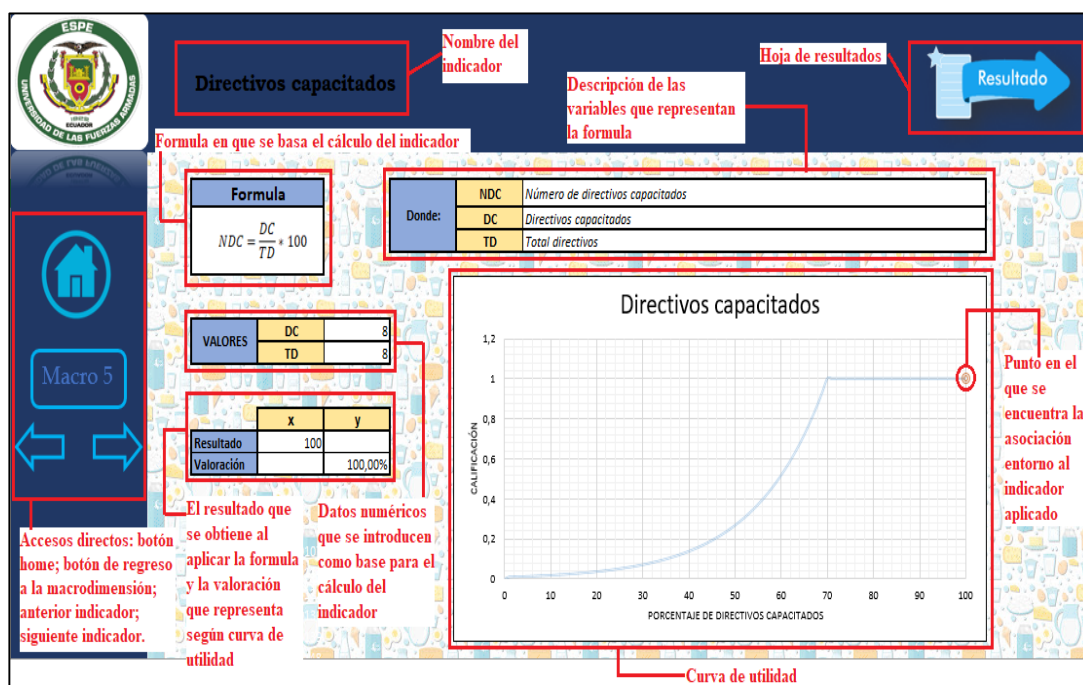 ESPE
UNIVERSIDAD DE LAS FUERZAS ARMADAS
ECUADOR
Directivos capacitados
Nombre del
indicador
Hoja de resultados
Resultado
Descripción de las
variables que representan
la formula
Formula en que se basa el cálculo del indicador
Formula
NDC = DC/TD * 100
Donde:
NDC Número de directivos capacitados
DC Directivos capacitados
TD Total directivos
VALORES
DC 8
TD 8
x y
Resultado 100
Valoración 100,00%
Macro 5
Directivos capacitados
1,2
1
0,8
0,6
0,4
0,2
0
CALIFICACIÓN
0 10 20 30 40 50 60 70 80 90 100
PORCENTAJE DE DIRECTIVOS CAPACITADOS
Punto en el
que se
encuentra la
asociación
entorno al
indicador
aplicado
Accesos directos: botón
home; botón de regreso
a la macrodimensión;
anterior indicador;
siguiente indicador.
El resultado que
se obtiene al
aplicar la formula
y la valoración
que representa
según curva de
utilidad
Datos numéricos
que se introducen
como base para el
cálculo del
indicador
Curva de utilidad